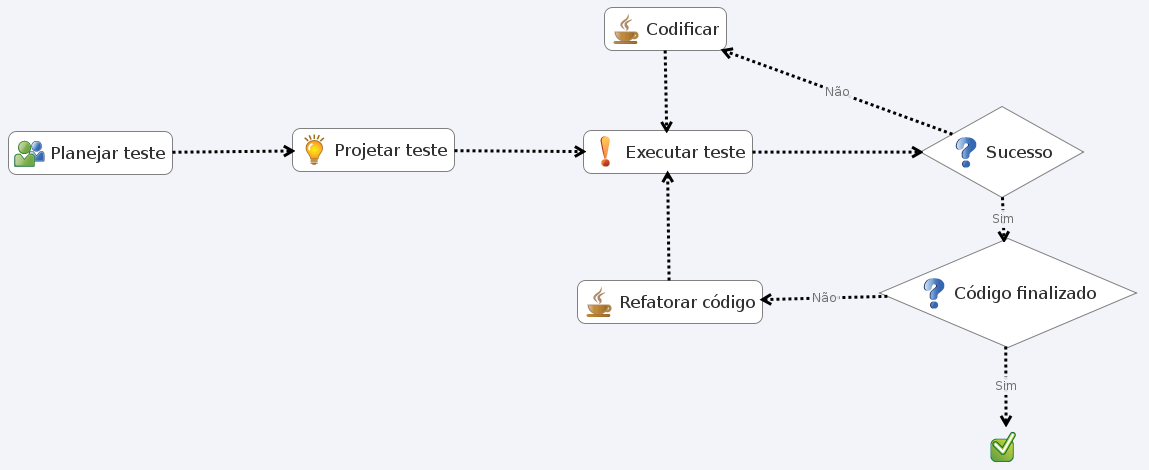 Codificar
Não
Planejar teste
Projetar teste
Executar teste
Sucesso
Sim
Refatorar código
Não
Código finalizado
Sim